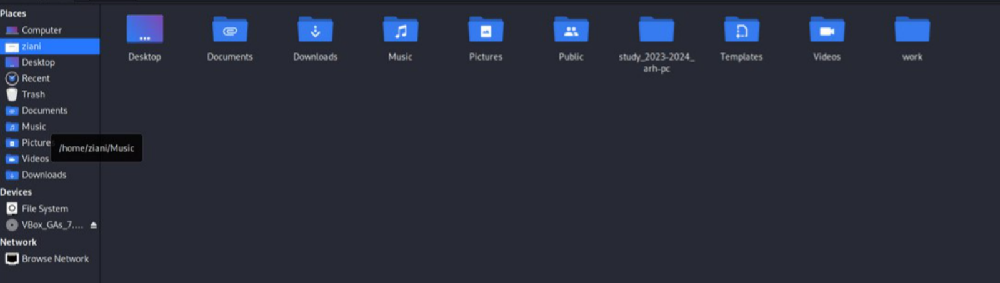 Places
Computer
ziani
Desktop
Recent
Trash
Documents
Music
Pictures
/home/ziani/Music
Videos
Downloads
Devices
File System
VBox_GAs_7....
Network
Browse Network
Desktop
Documents
Downloads
Music
Pictures
Public
study_2023-2024_
arh-pc
Templates
Videos
work